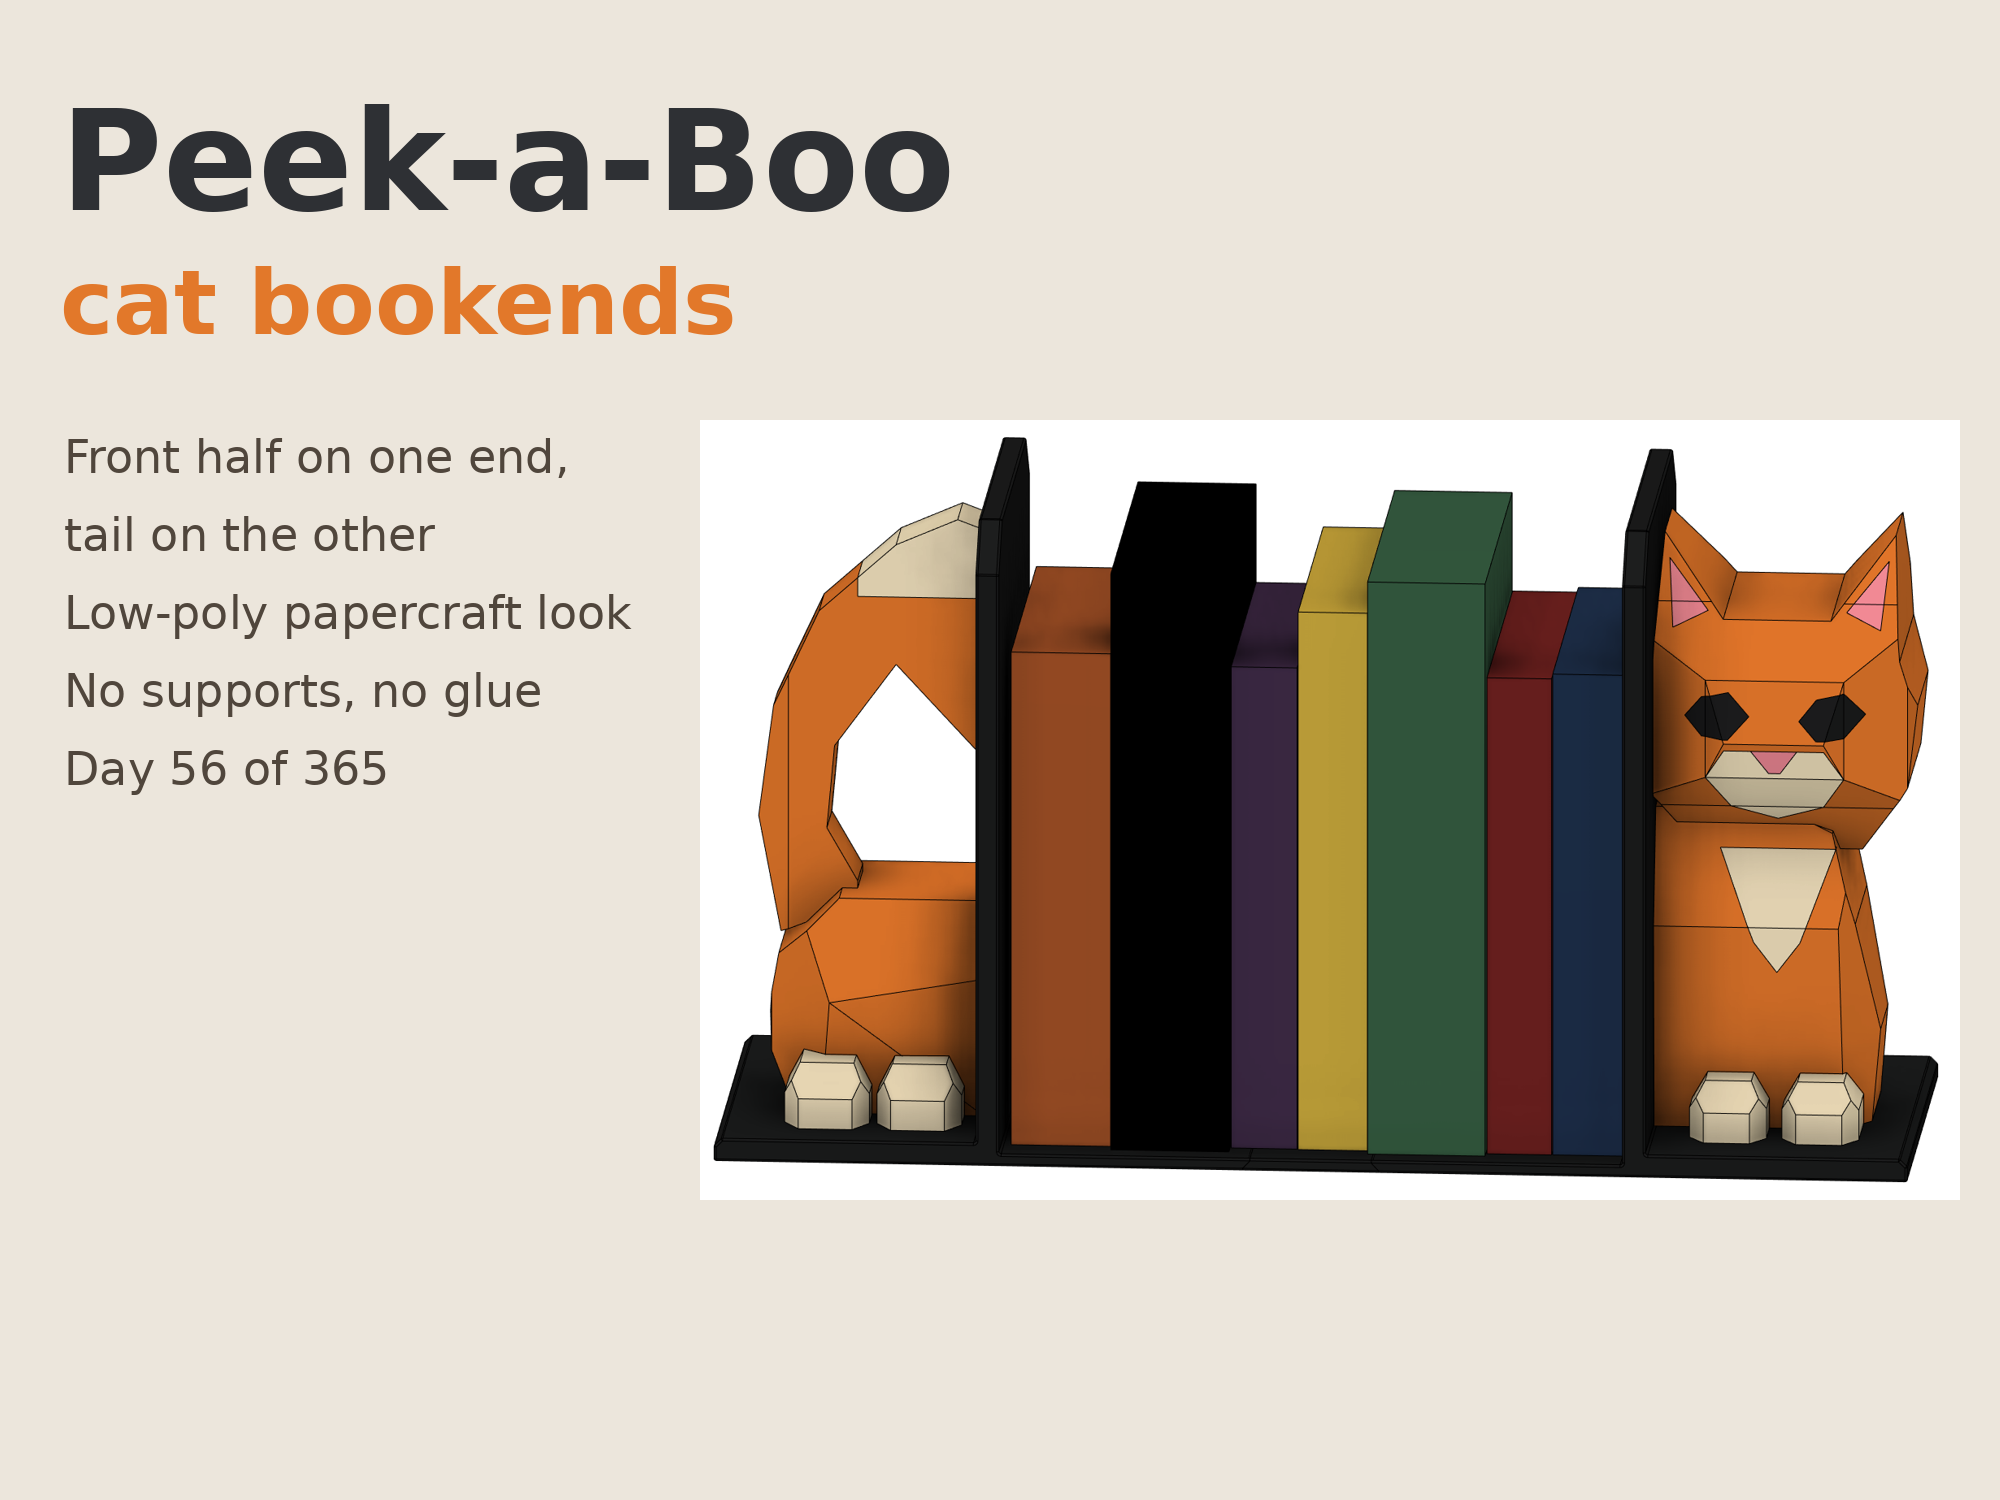 Peek-a-Boo
cat bookends
Front half on one end,
tail on the other
Low-poly papercraft look
No supports, no glue
Day 56 of 365